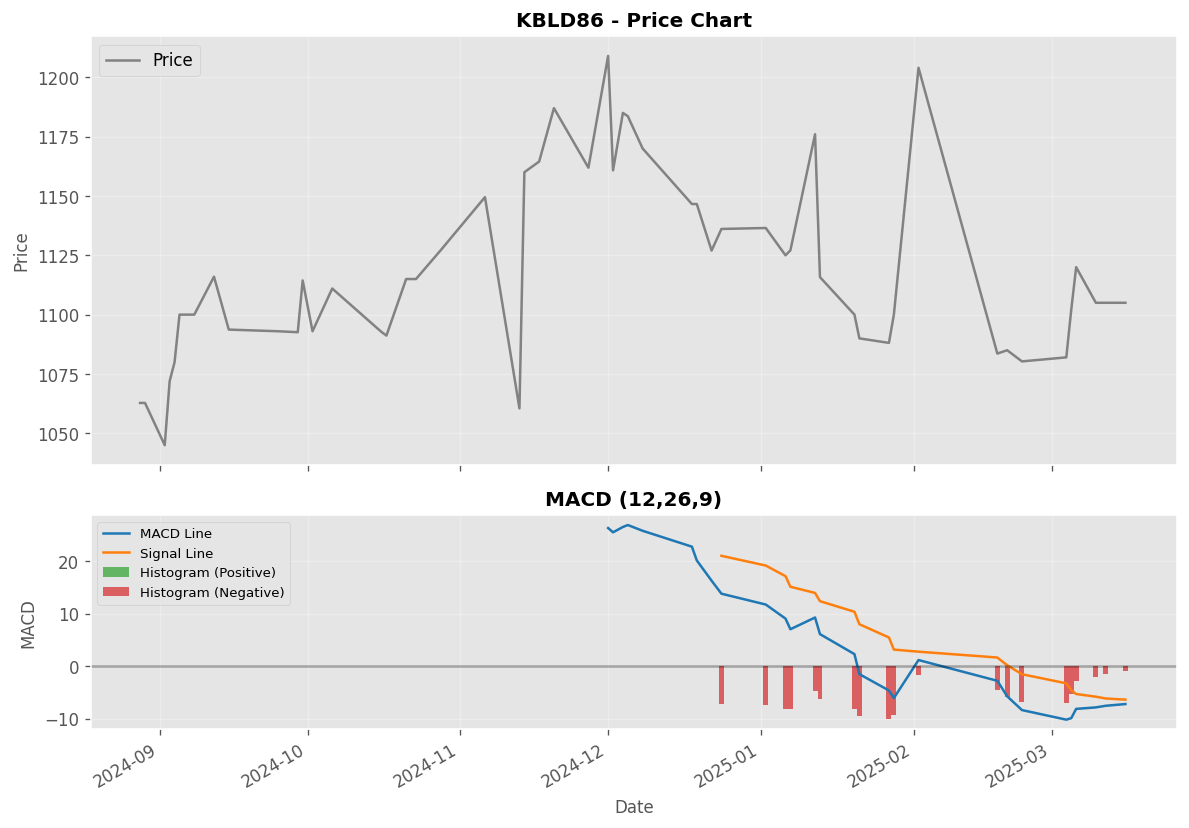 KBLD86 - Price Chart
Price
1200
1175
1150
1125
1100
1075
1050
Price
MACD (12,26,9)
MACD Line
Signal Line
Histogram (Positive)
Histogram (Negative)
20
10
0
−10
MACD
2024-09
2024-10
2024-11
2024-12
2025-01
2025-02
2025-03
Date